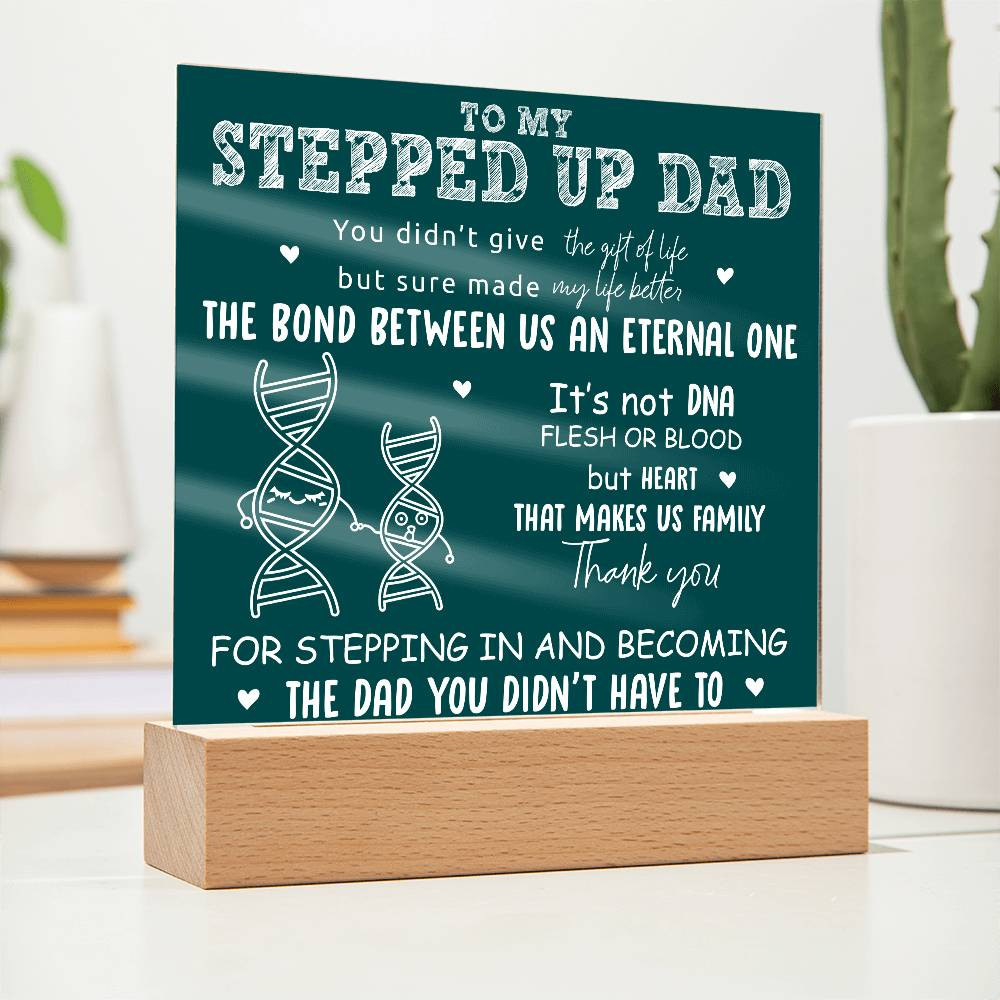 TO MY
STEPPED UP DAD
You didn't give the gift of life
but sure made my life better
THE BOND BETWEEN US AN ETERNAL ONE
It's not DNA
FLESH OR BLOOD
but HEART
THAT MAKES US FAMILY
Thank you
FOR STEPPING IN AND BECOMING
THE DAD YOU DIDN'T HAVE TO